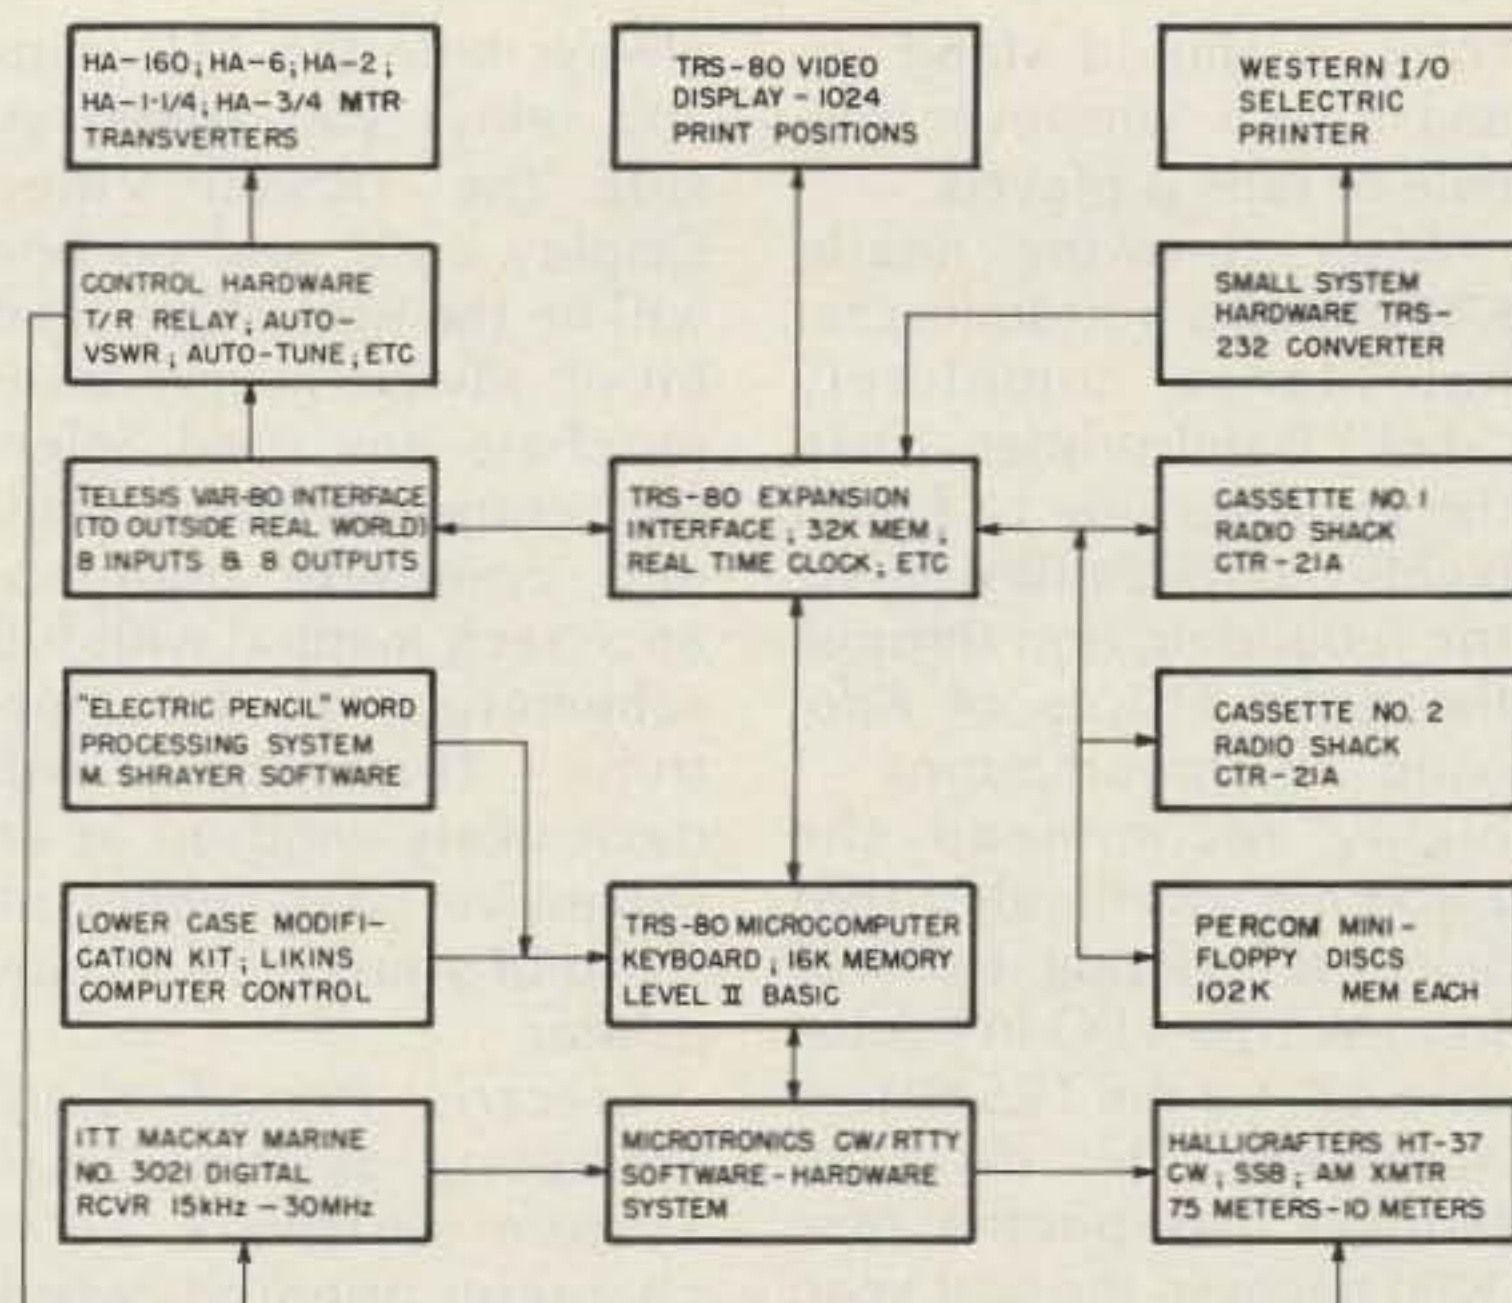 HA-160; HA-6; HA-2;
HA-1-1/4; HA-3/4 MTR
TRANSVERTERS
TRS-80 VIDEO
DISPLAY - 1024
PRINT POSITIONS
WESTERN I/O
SELECTRIC
PRINTER
CONTROL HARDWARE
T/R RELAY; AUTO-
VSWR; AUTO-TUNE; ETC
SMALL SYSTEM
HARDWARE TRS-
232 CONVERTER
TELESIS VAR-80 INTERFACE
(TO OUTSIDE REAL WORLD)
8 INPUTS & 8 OUTPUTS
TRS-80 EXPANSION
INTERFACE; 32K MEM;
REAL TIME CLOCK; ETC
CASSETTE NO. 1
RADIO SHACK
CTR-21A
"ELECTRIC PENCIL" WORD
PROCESSING SYSTEM
M. SHRAYER SOFTWARE
CASSETTE NO. 2
RADIO SHACK
CTR-21A
LOWER CASE MODIFI-
CATION KIT; LIKINS
COMPUTER CONTROL
TRS-80 MICROCOMPUTER
KEYBOARD; 16K MEMORY
LEVEL II BASIC
PERCOM MINI-
FLOPPY DISCS
102K MEM EACH
ITT MACKAY MARINE
NO. 3021 DIGITAL
RCVR 15kHz - 30MHz
MICROTRONICS CW/RTTY
SOFTWARE-HARDWARE
SYSTEM
HALLICRAFTERS HT-37
CW; SSB; AM XMTR
75 METERS-10 METERS